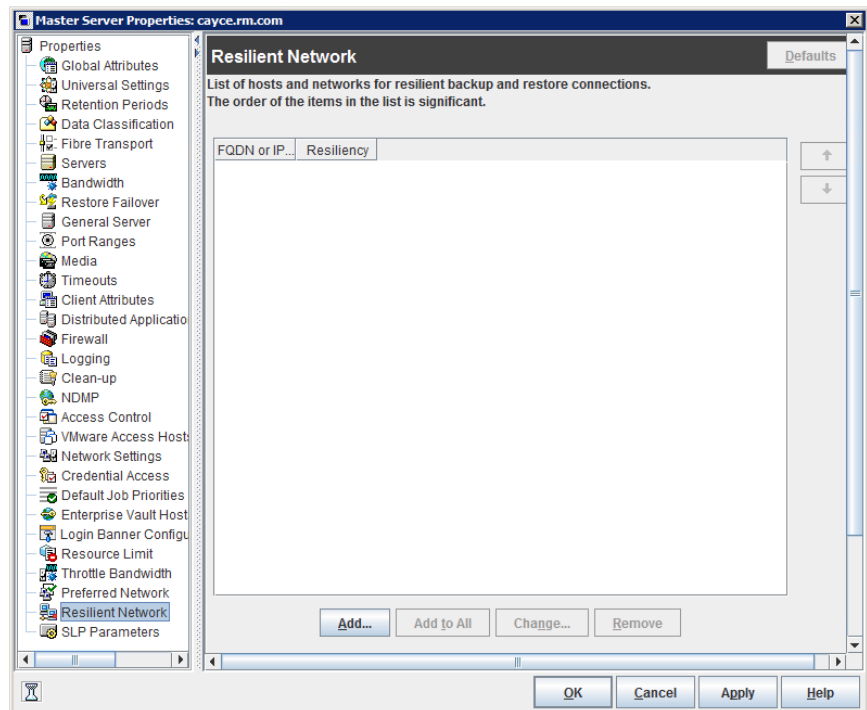 Master Server Properties: cayce.rm.com
Properties
Global Attributes
Universal Settings
Retention Periods
Data Classification
Fibre Transport
Servers
Bandwidth
Restore Failover
General Server
Port Ranges
Media
Timeouts
Client Attributes
Distributed Applicatio
Firewall
Logging
Clean-up
NDMP
Access Control
VMware Access Hosts
Network Settings
Credential Access
Default Job Priorities
Enterprise Vault Host
Login Banner Configu
Resource Limit
Throttle Bandwidth
Preferred Network
Resilient Network
SLP Parameters
Resilient Network
Defaults
List of hosts and networks for resilient backup and restore connections.
The order of the items in the list is significant.
FQDN or IP... Resiliency
Add... Add to All Change... Remove
OK Cancel Apply Help